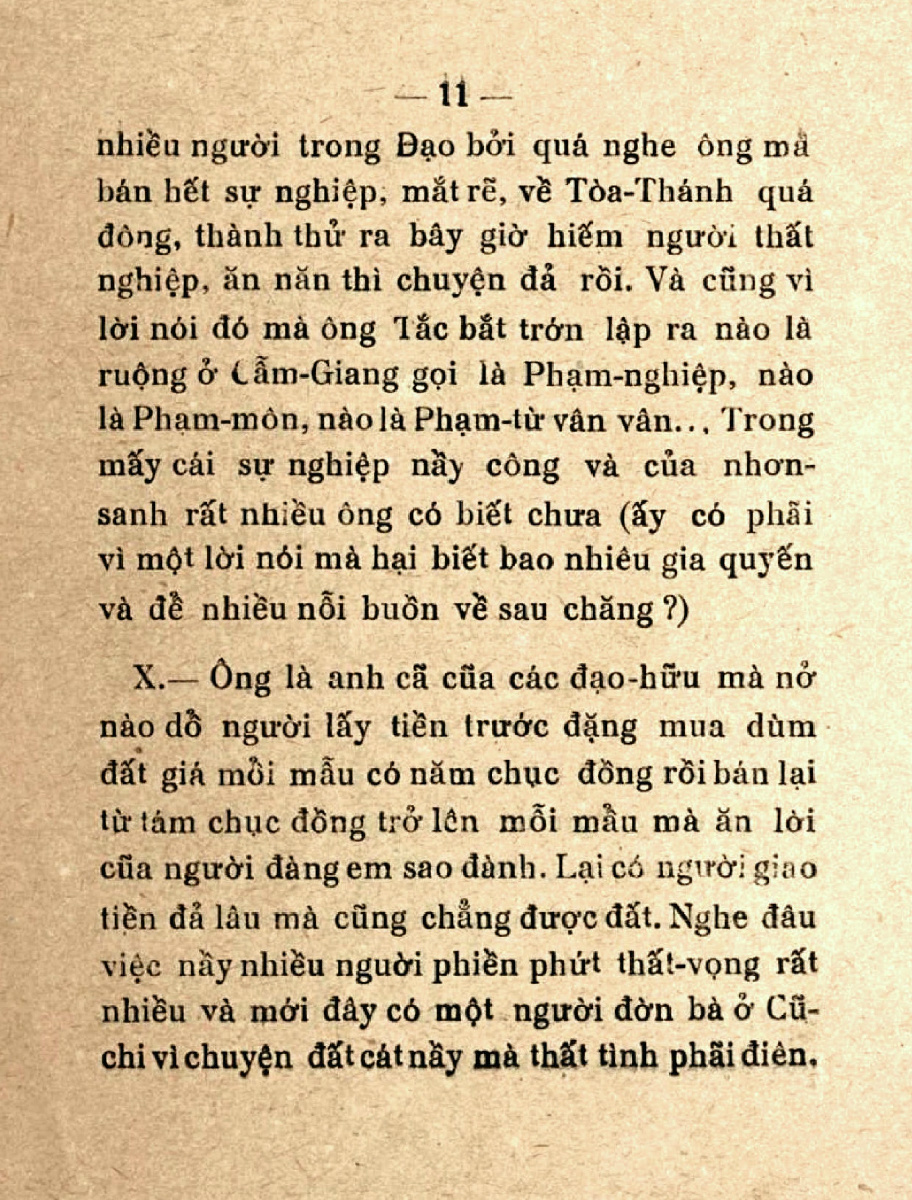 — 11 —
nhiều người trong Đạo bởi quá nghe ông mà
bán hết sự nghiệp, mắt rẽ, về Tòa-Thánh quá
đông, thành thử ra bây giờ hiếm người thất
nghiệp, ăn năn thì chuyện đả rồi. Và cũng vì
lời nói đó mà ông Tắc bắt trớn lập ra nào là
ruộng ở Cẫm-Giang gọi là Phạm-nghiệp, nào
là Phạm-môn, nào là Phạm-từ vân vân... Trong
mấy cái sự nghiệp nầy công và của nhơn-
sanh rất nhiều ông có biết chưa (ấy có phãi
vì một lời nói mà hại biết bao nhiêu gia quyến
và để nhiều nỗi buồn về sau chăng ?)
X.— Ông là anh cã cũa các đạo-hữu mà nở
nào dỗ người lấy tiền trước đặng mua dùm
đất giá mỗi mẫu có năm chục đồng rồi bán lại
từ tám chục đồng trở lên mỗi mẫu mà ăn lời
cũa người đàng em sao đành. Lại có người giao
tiền đả lâu mà cũng chẳng được đất. Nghe đâu
việc nầy nhiều nguời phiền phứt thất-vọng rất
nhiều và mới đây có một người đờn bà ở Cũ-
chi vì chuyện đất cát nầy mà thất tình phãi điên.